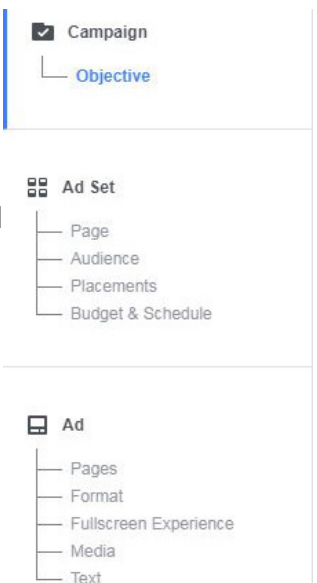 Campaign
Objective
Ad Set
Page
Audience
Placements
Budget & Schedule
Ad
Pages
Format
Fullscreen Experience
Media
Text